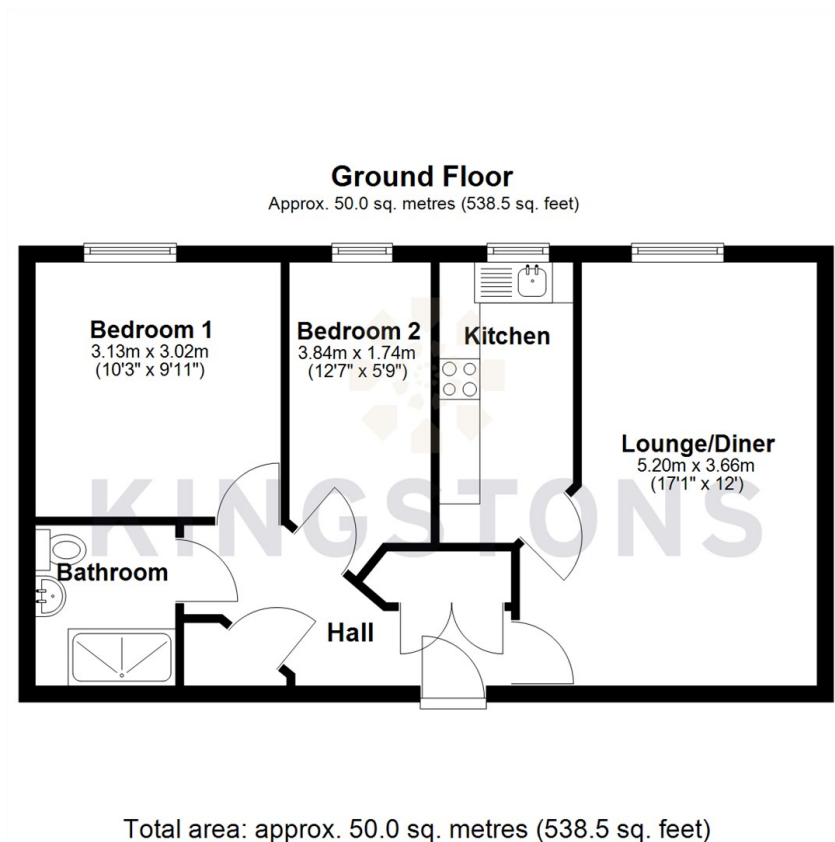 Ground Floor
Approx. 50.0 sq. metres (538.5 sq. feet)
Bedroom 1
3.13m x 3.02m
(10'3" x 9'11")
Bedroom 2
3.84m x 1.74m
(12'7" x 5'9")
Kitchen
Lounge/Diner
5.20m x 3.66m
(17'1" x 12')
KINGSTONS
Bathroom
Hall
Total area: approx. 50.0 sq. metres (538.5 sq. feet)